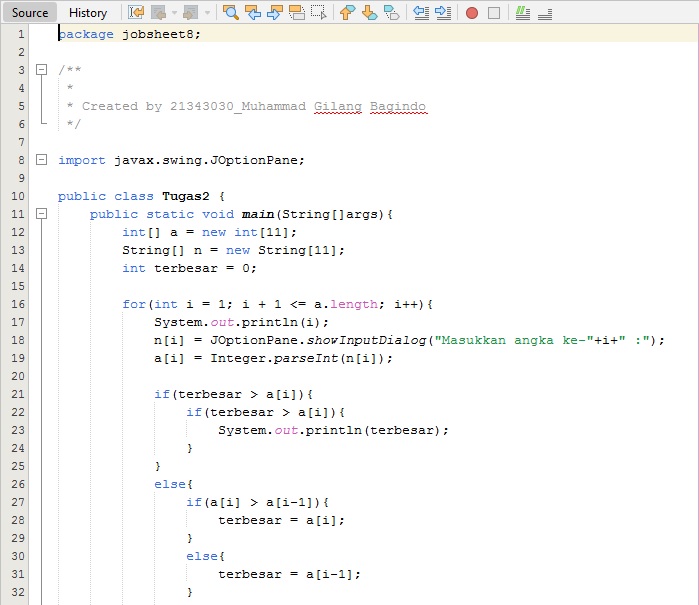 Source History
1 package jobsheet8;
2
3 /**
4 *
5 * Created by 21343030_Muhammad Gilang Bagindo
6 */
7
8 import javax.swing.JOptionPane;
9
10 public class Tugas2 {
11 public static void main(String[]args){
12 int[] a = new int[11];
13 String[] n = new String[11];
14 int terbesar = 0;
15
16 for(int i = 1; i + 1 <= a.length; i++){
17 System.out.println(i);
18 n[i] = JOptionPane.showInputDialog("Masukkan angka ke-"+i+" :");
19 a[i] = Integer.parseInt(n[i]);
20
21 if(terbesar > a[i]){
22 if(terbesar > a[i]){
23 System.out.println(terbesar);
24 }
25 }
26 else{
27 if(a[i] > a[i-1]){
28 terbesar = a[i];
29 }
30 else{
31 terbesar = a[i-1];
32 }